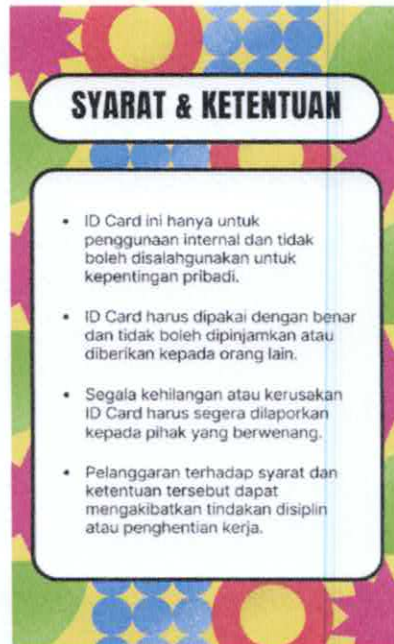 SYARAT & KETENTUAN
• ID Card ini hanya untuk
penggunaan internal dan tidak
boleh disalahgunakan untuk
kepentingan pribadi.
• ID Card harus dipakai dengan benar
dan tidak boleh dipinjamkan atau
diberikan kepada orang lain.
• Segala kehilangan atau kerusakan
ID Card harus segera dilaporkan
kepada pihak yang berwenang.
• Pelanggaran terhadap syarat dan
ketentuan tersebut dapat
mengakibatkan tindakan disiplin
atau penghentian kerja.